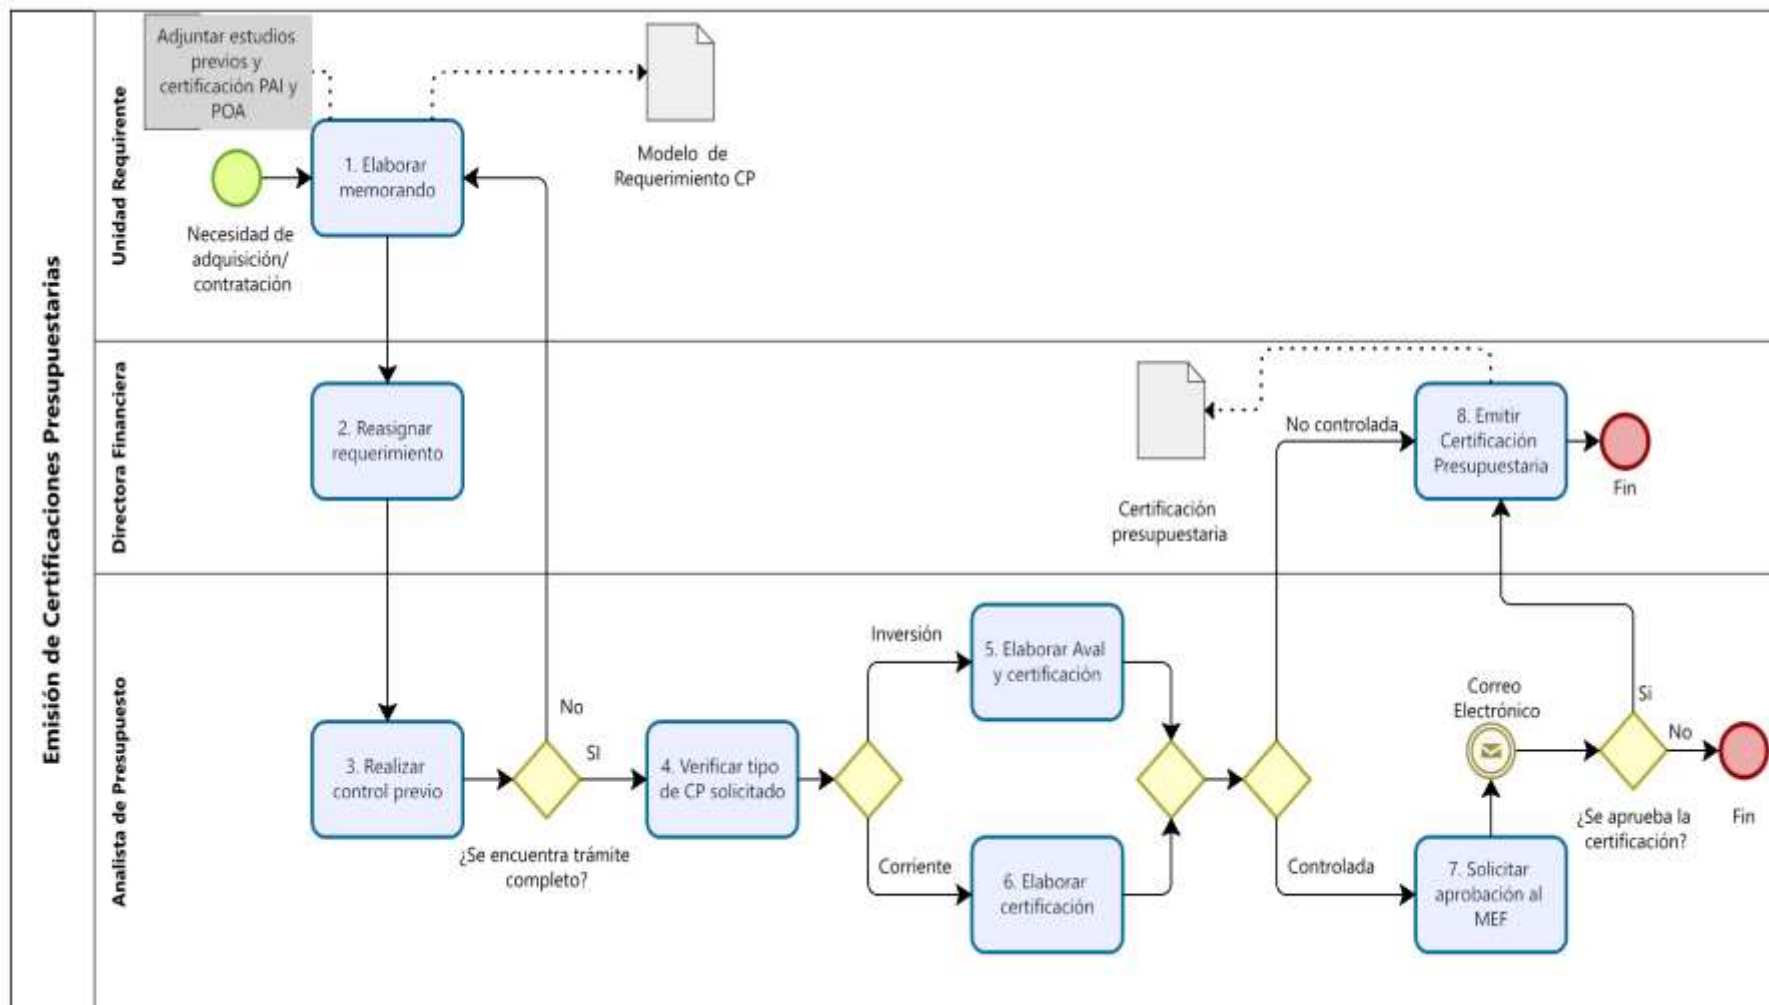 Emisión de Certificaciones Presupuestarias
Unidad Requirente
Adjuntar estudios
previos y
certificación PAI y
POA
Necesidad de
adquisición/
contratación
1. Elaborar
memorando
Modelo de
Requerimiento CP
Directora Financiera
2. Reasignar
requerimiento
Certificación
presupuestaria
No controlada
8. Emitir
Certificación
Presupuestaria
Fin
Analista de Presupuesto
3. Realizar
control previo
No
SI
¿Se encuentra trámite
completo?
4. Verificar tipo
de CP solicitado
Inversión
Corriente
5. Elaborar Aval
y certificación
6. Elaborar
certificación
Controlada
7. Solicitar
aprobación al
MEF
Correo
Electrónico
Si
No
¿Se aprueba la
certificación?
Fin